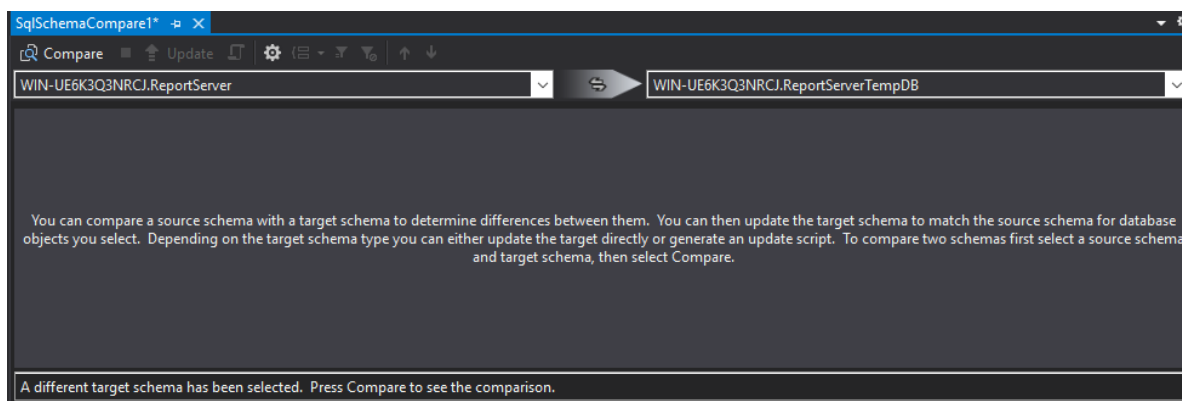 SqlSchemaCompare1*
Compare Update
WIN-UE6K3Q3NRCJ.ReportServer WIN-UE6K3Q3NRCJ.ReportServerTempDB
You can compare a source schema with a target schema to determine differences between them. You can then update the target schema to match the source schema for database
objects you select. Depending on the target schema type you can either update the target directly or generate an update script. To compare two schemas first select a source schema
and target schema, then select Compare.
A different target schema has been selected. Press Compare to see the comparison.